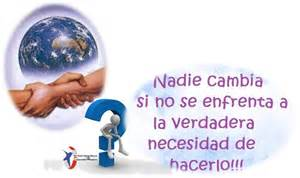 Nadie cambia
si no se enfrenta a
la verdadera
necesidad de
hacerlo!!!